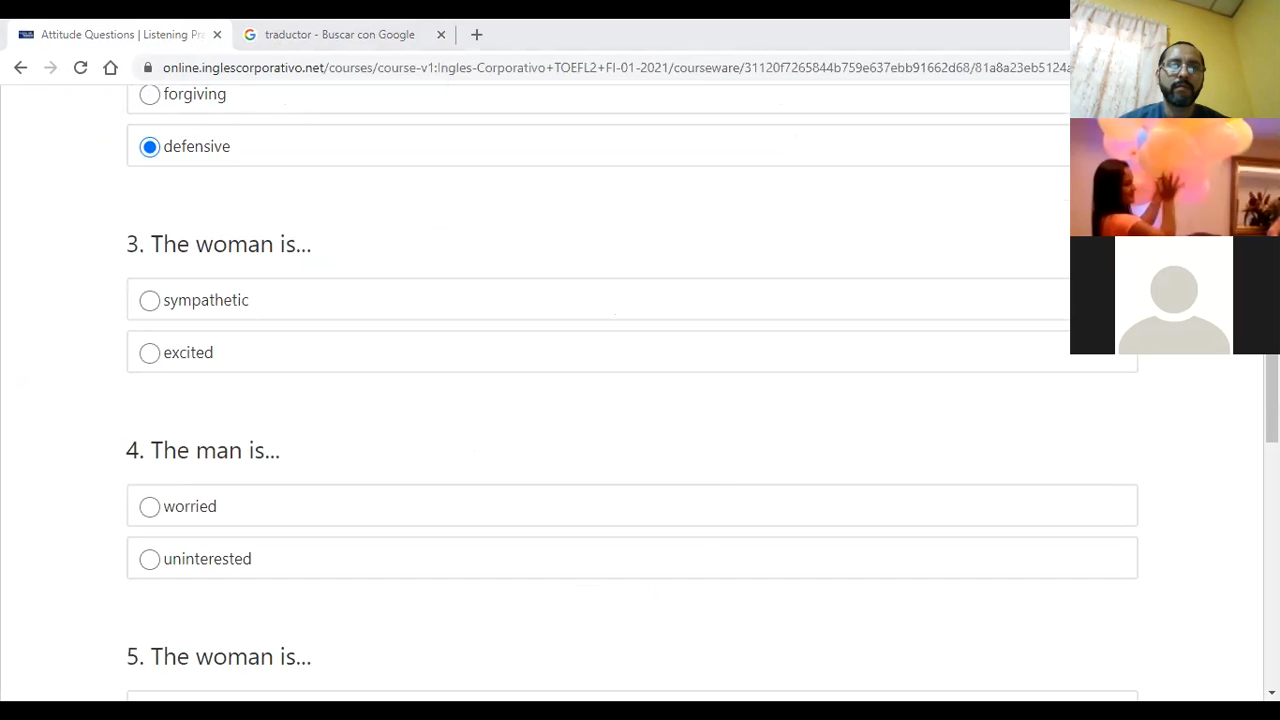 Attitude Questions | Listening Pr
traductor - Buscar con Google
online.inglescorporativo.net/courses/course-v1:Ingles-Corporativo+TOEFL2+FI-01-2021/courseware/31120f7265844b759e637ebb91662d68/81a8a23eb5124a
forgiving
defensive
3. The woman is...
sympathetic
excited
4. The man is...
worried
uninterested
5. The woman is...